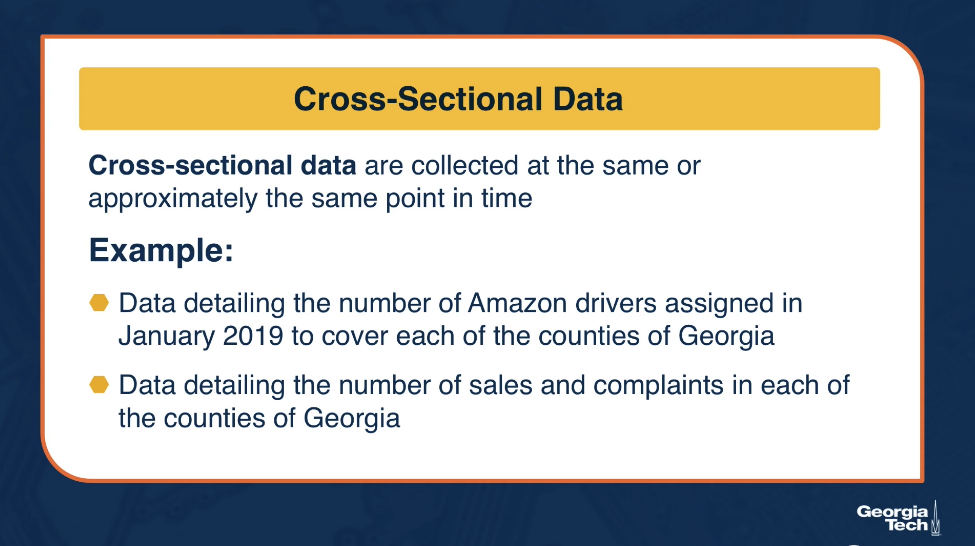 Cross-Sectional Data
Cross-sectional data are collected at the same or
approximately the same point in time
Example:
Data detailing the number of Amazon drivers assigned in
January 2019 to cover each of the counties of Georgia
Data detailing the number of sales and complaints in each of
the counties of Georgia
Georgia
Tech